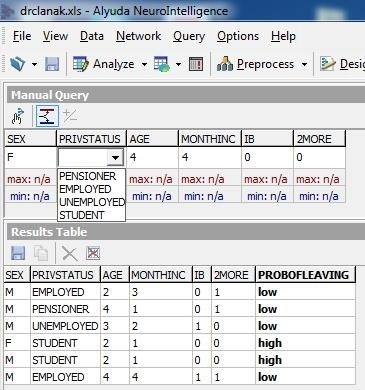 drclanak.xls - Alyuda NeuroIntelligence
File View Data Network Query Options Help
Analyze Preprocess Desig
Manual Query
SEX PRIVSTATUS AGE MONTHINC IB 2MORE
F 4 4 0 0
max: n/a max: n/a max: n/a max: n/a max: n/a
min: n/a min: n/a min: n/a min: n/a min: n/a
PENSIONER
EMPLOYED
UNEMPLOYED
STUDENT
Results Table
SEX PRIVSTATUS AGE MONTHINC IB 2MORE PROBOFLEAVING
M EMPLOYED 2 3 0 1 low
M PENSIONER 4 1 0 1 low
M UNEMPLOYED 3 2 1 0 low
F STUDENT 2 1 0 0 high
M STUDENT 2 1 0 0 high
M EMPLOYED 4 4 1 1 low